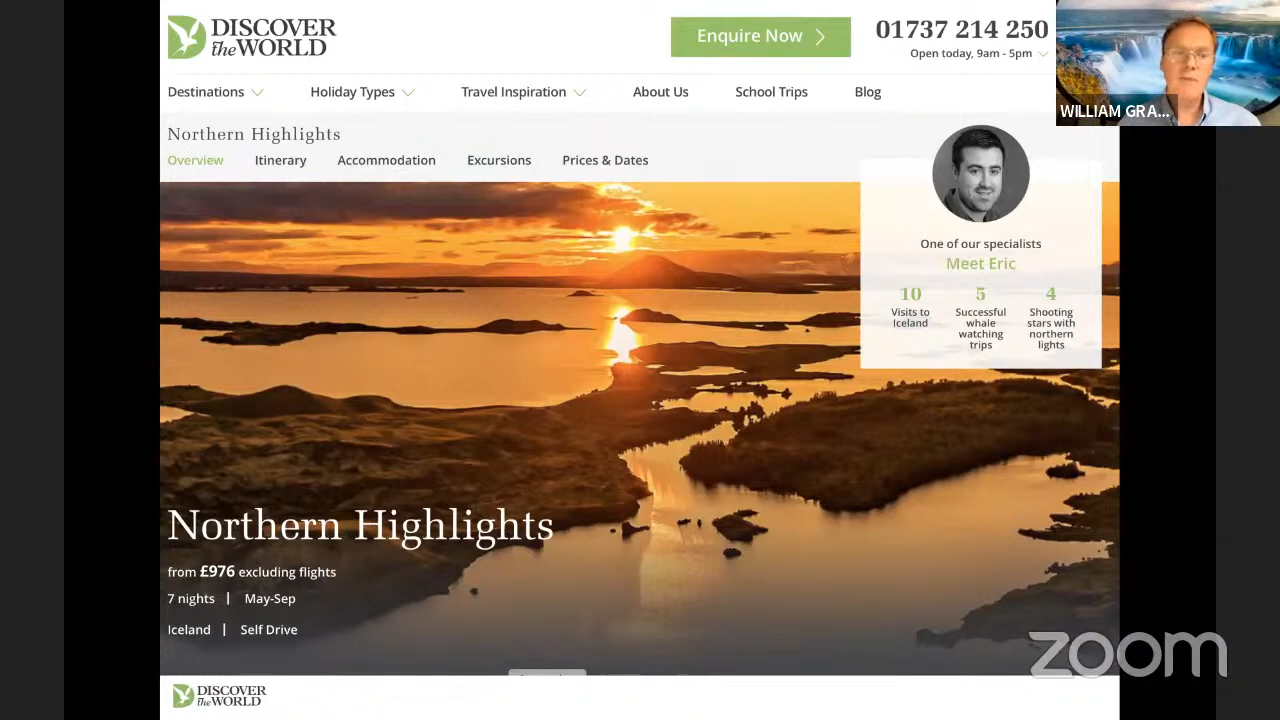 DISCOVER
the WORLD
Enquire Now
01737 214 250
Open today, 9am - 5pm
WILLIAM GRA...
Destinations
Holiday Types
Travel Inspiration
About Us
School Trips
Blog
Northern Highlights
Overview
Itinerary
Accommodation
Excursions
Prices & Dates
One of our specialists
Meet Eric
10
Visits to
Iceland
5
Successful
whale
watching
trips
4
Shooting
stars with
northern
lights
Northern Highlights
from £976 excluding flights
7 nights | May-Sep
Iceland | Self Drive
zoom
DISCOVER
the WORLD